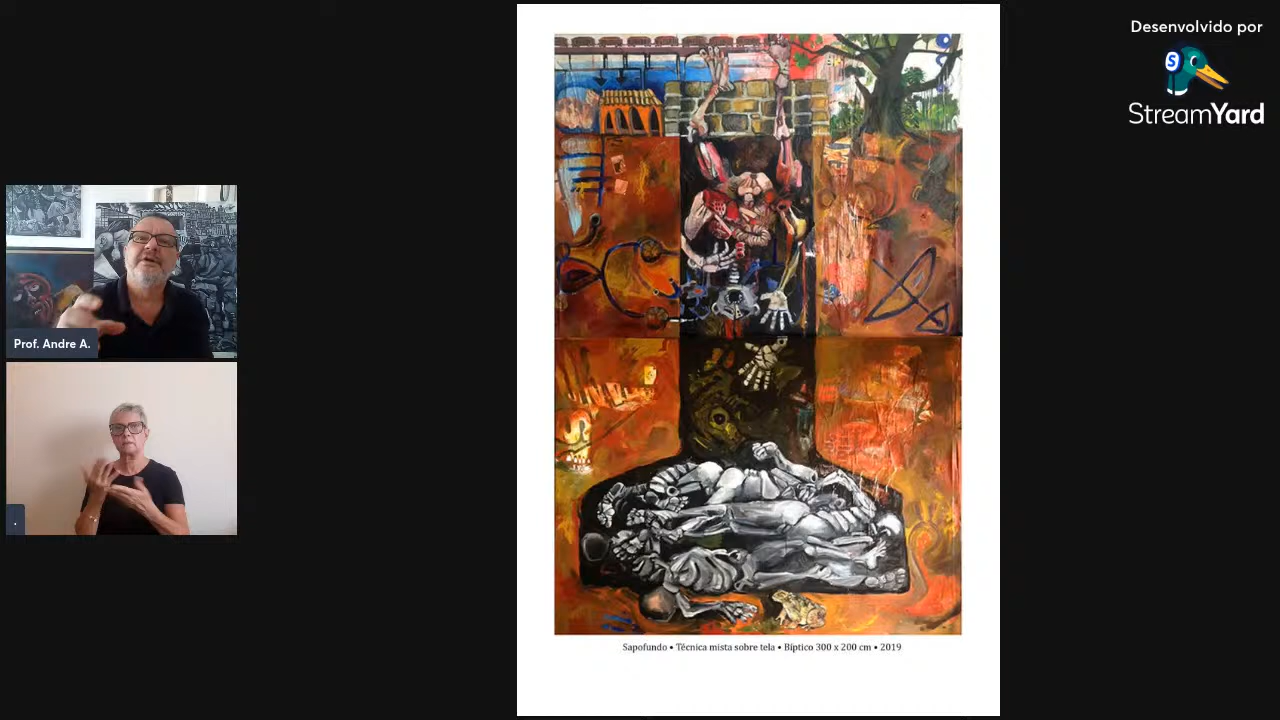 Desenvolvido por
StreamYard
Prof. Andre A.
.
Sapofundo • Técnica mista sobre tela • Bíptico 300 x 200 cm • 2019